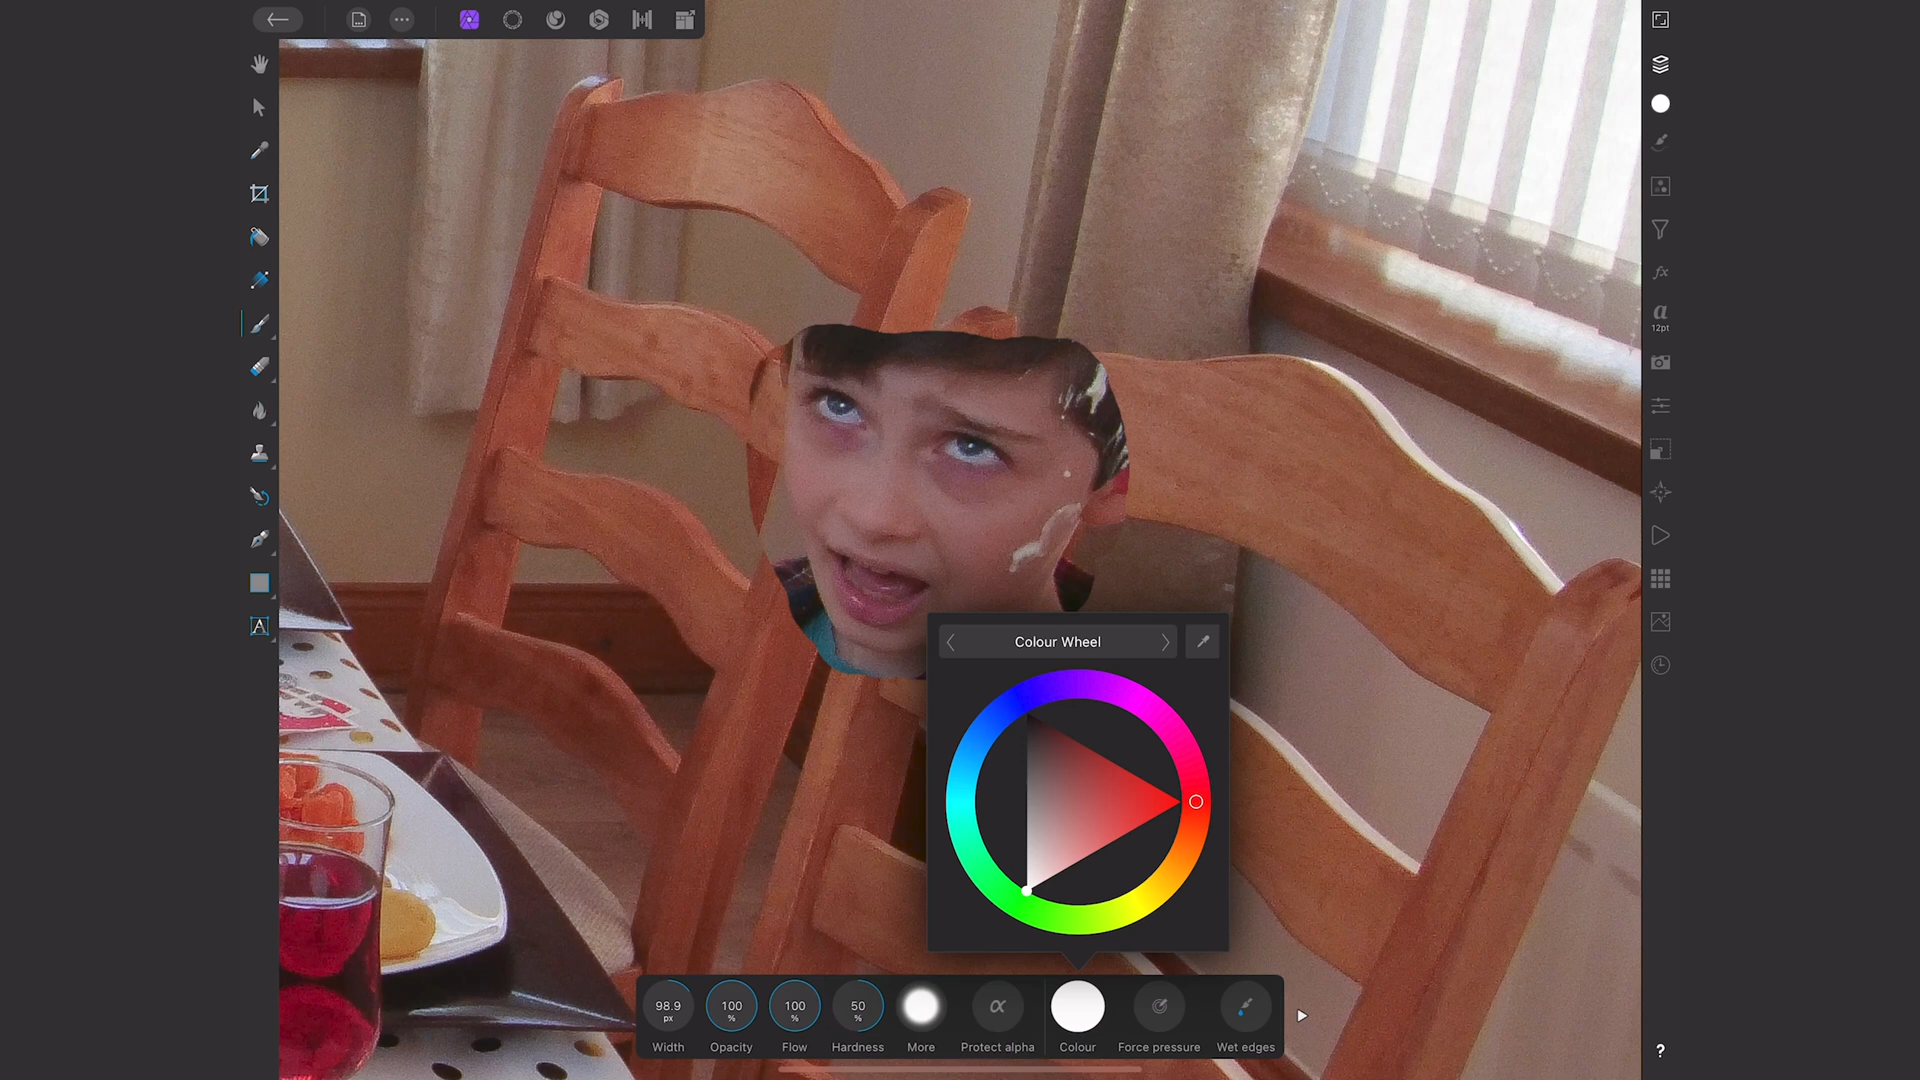 fx
a
12pt
A
Colour Wheel
98.9
px
100
%
100
%
50
%
α
Width
Opacity
Flow
Hardness
More
Protect alpha
Colour
Force pressure
Wet edges
?